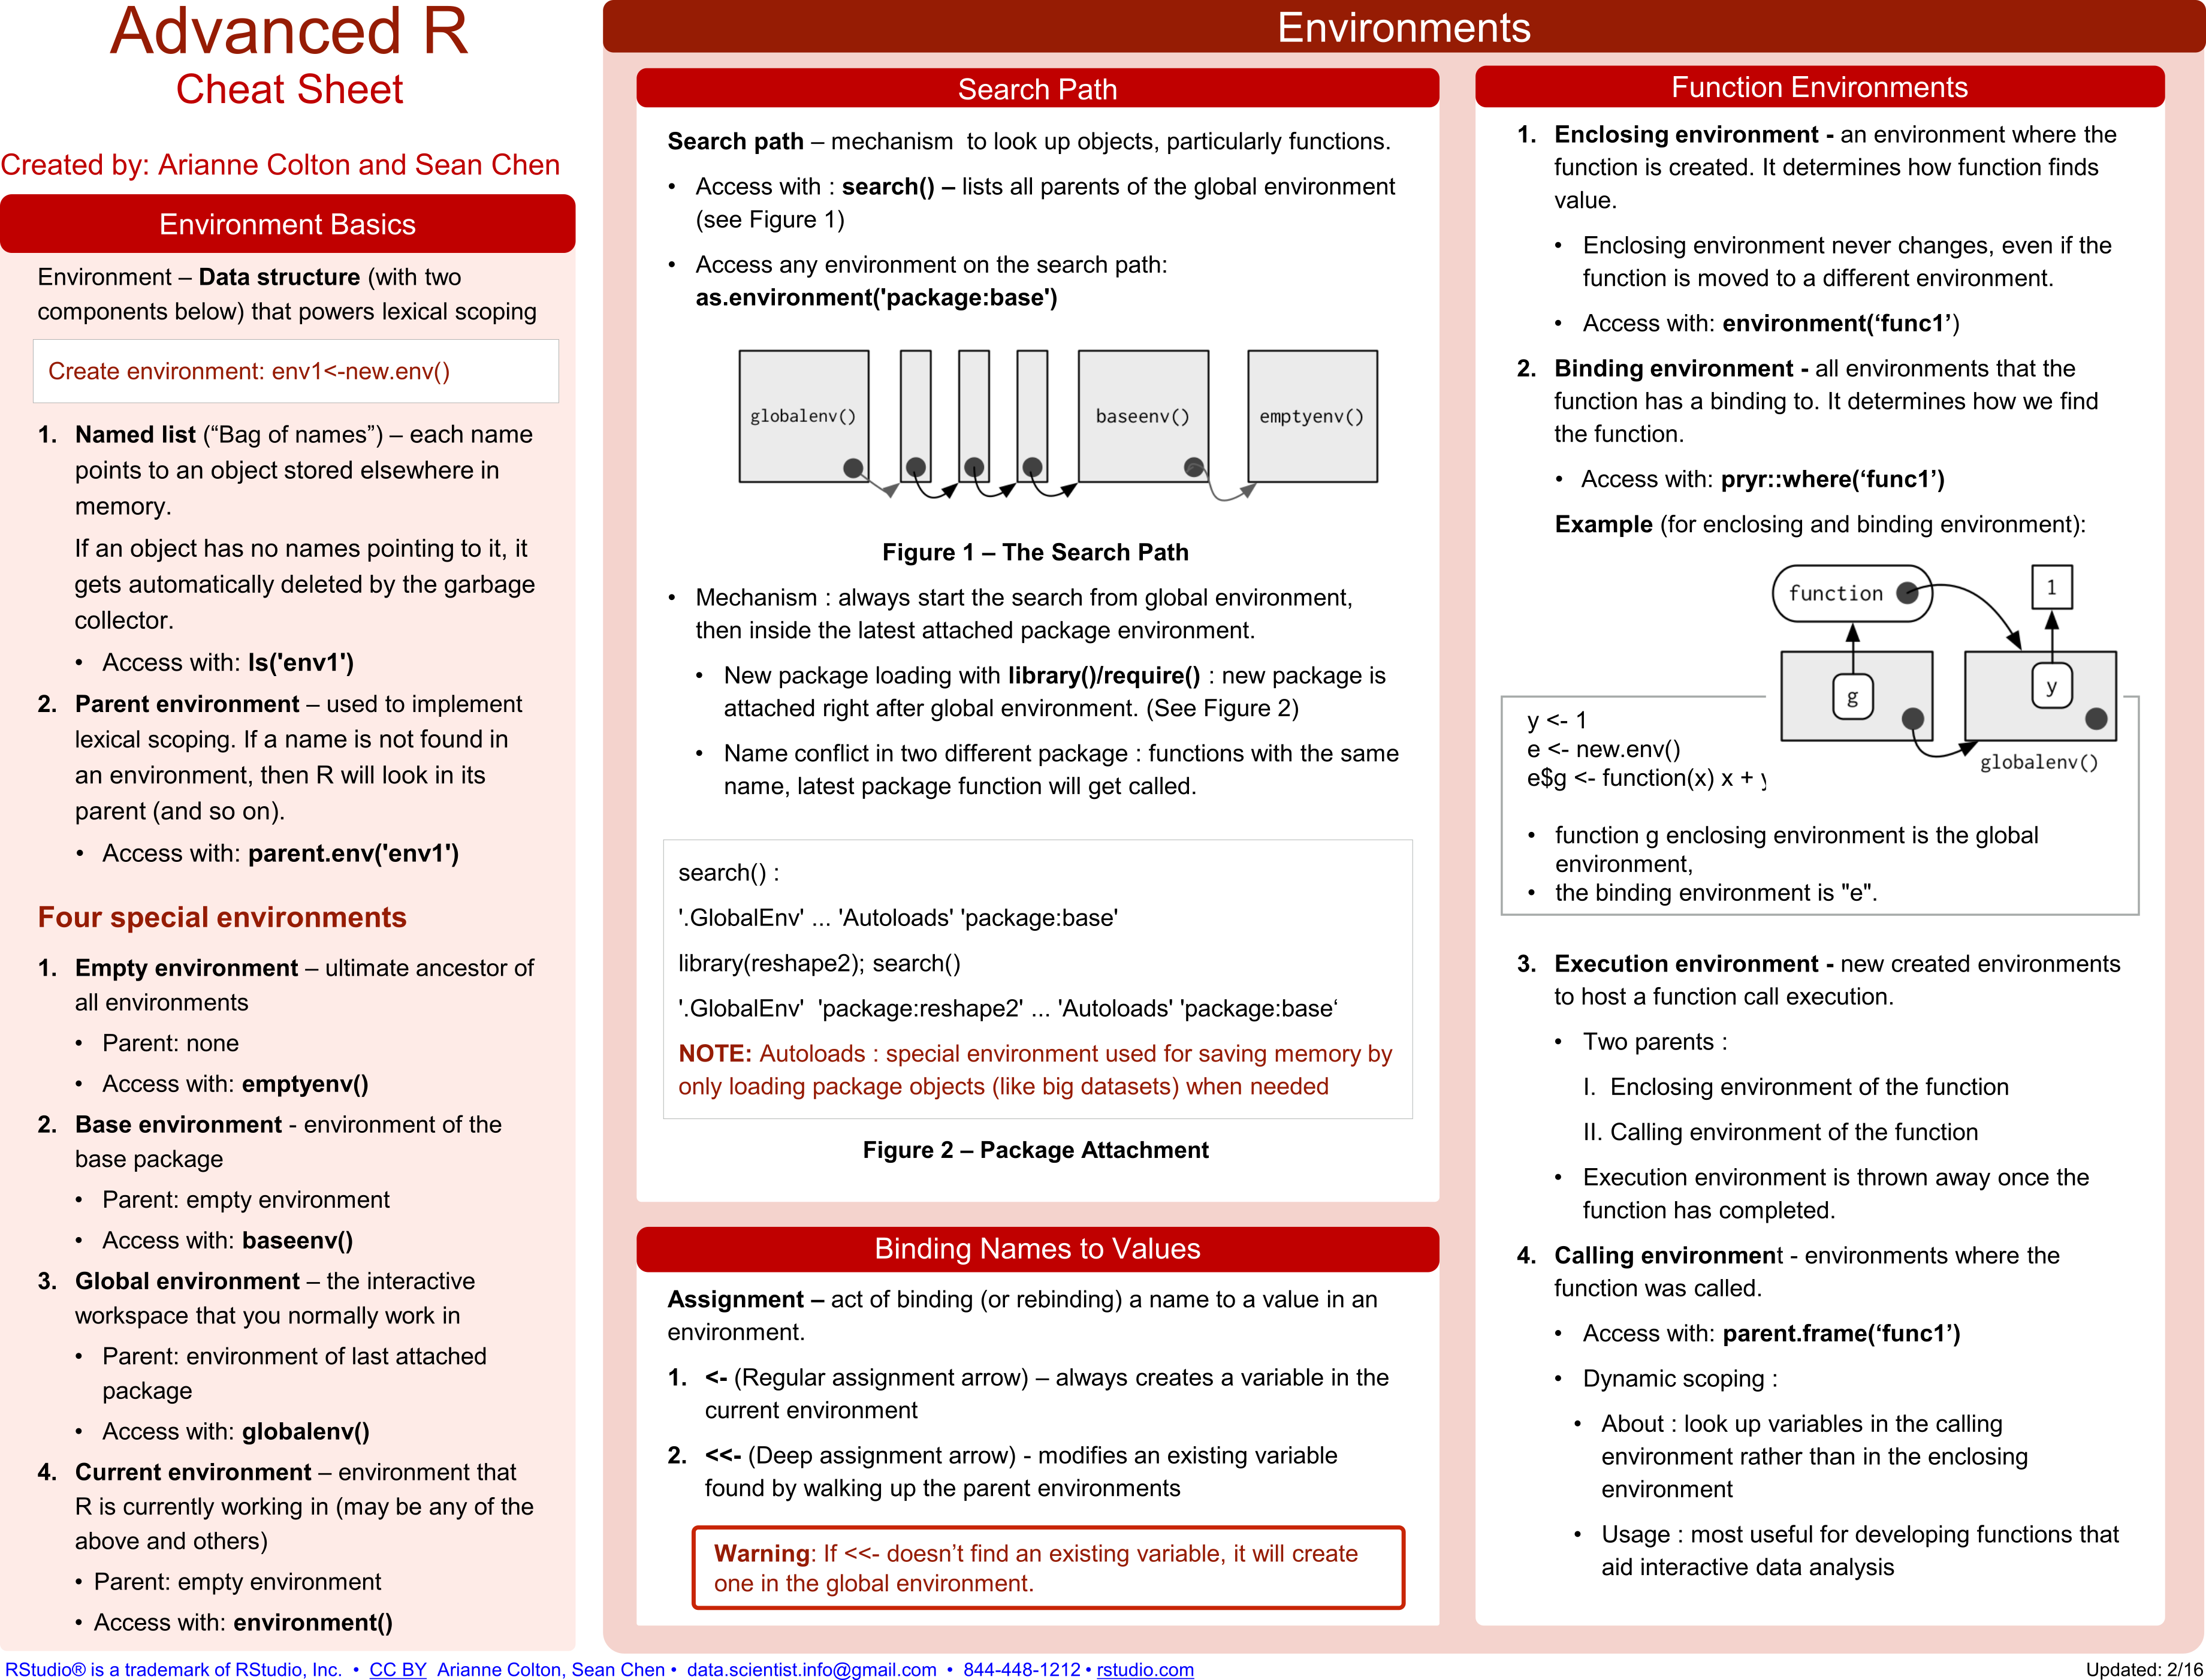 Advanced R
Cheat Sheet
Created by: Arianne Colton and Sean Chen
Environment Basics
Environment – Data structure (with two
components below) that powers lexical scoping
Create environment: env1<-new.env()
1. Named list (“Bag of names”) – each name
points to an object stored elsewhere in
memory.
If an object has no names pointing to it, it
gets automatically deleted by the garbage
collector.
• Access with: ls('env1')
2. Parent environment – used to implement
lexical scoping. If a name is not found in
an environment, then R will look in its
parent (and so on).
• Access with: parent.env('env1')
Four special environments
1. Empty environment – ultimate ancestor of
all environments
• Parent: none
• Access with: emptyenv()
2. Base environment - environment of the
base package
• Parent: empty environment
• Access with: baseenv()
3. Global environment – the interactive
workspace that you normally work in
• Parent: environment of last attached
package
• Access with: globalenv()
4. Current environment – environment that
R is currently working in (may be any of the
above and others)
• Parent: empty environment
• Access with: environment()
Environments
Search Path
Search path – mechanism to look up objects, particularly functions.
• Access with : search() – lists all parents of the global environment
(see Figure 1)
• Access any environment on the search path:
as.environment('package:base')
globalenv() baseenv() emptyenv()
Figure 1 – The Search Path
• Mechanism : always start the search from global environment,
then inside the latest attached package environment.
• New package loading with library()/require() : new package is
attached right after global environment. (See Figure 2)
• Name conflict in two different package : functions with the same
name, latest package function will get called.
search() :
'.GlobalEnv' ... 'Autoloads' 'package:base'
library(reshape2); search()
'.GlobalEnv' 'package:reshape2' ... 'Autoloads' 'package:base‘
NOTE: Autoloads : special environment used for saving memory by
only loading package objects (like big datasets) when needed
Figure 2 – Package Attachment
Binding Names to Values
Assignment – act of binding (or rebinding) a name to a value in an
environment.
1. <- (Regular assignment arrow) – always creates a variable in the
current environment
2. <<- (Deep assignment arrow) - modifies an existing variable
found by walking up the parent environments
Warning: If <<- doesn’t find an existing variable, it will create
one in the global environment.
Function Environments
1. Enclosing environment - an environment where the
function is created. It determines how function finds
value.
• Enclosing environment never changes, even if the
function is moved to a different environment.
• Access with: environment(‘func1’)
2. Binding environment - all environments that the
function has a binding to. It determines how we find
the function.
• Access with: pryr::where(‘func1’)
Example (for enclosing and binding environment):
function 1
g y
globalenv()
y <- 1
e <- new.env()
e$g <- function(x) x + y
• function g enclosing environment is the global
environment,
• the binding environment is "e".
3. Execution environment - new created environments
to host a function call execution.
• Two parents :
I. Enclosing environment of the function
II. Calling environment of the function
• Execution environment is thrown away once the
function has completed.
4. Calling environment - environments where the
function was called.
• Access with: parent.frame(‘func1’)
• Dynamic scoping :
• About : look up variables in the calling
environment rather than in the enclosing
environment
• Usage : most useful for developing functions that
aid interactive data analysis
RStudio® is a trademark of RStudio, Inc. • CC BY Arianne Colton, Sean Chen • data.scientist.info@gmail.com • 844-448-1212 • rstudio.com
Updated: 2/16